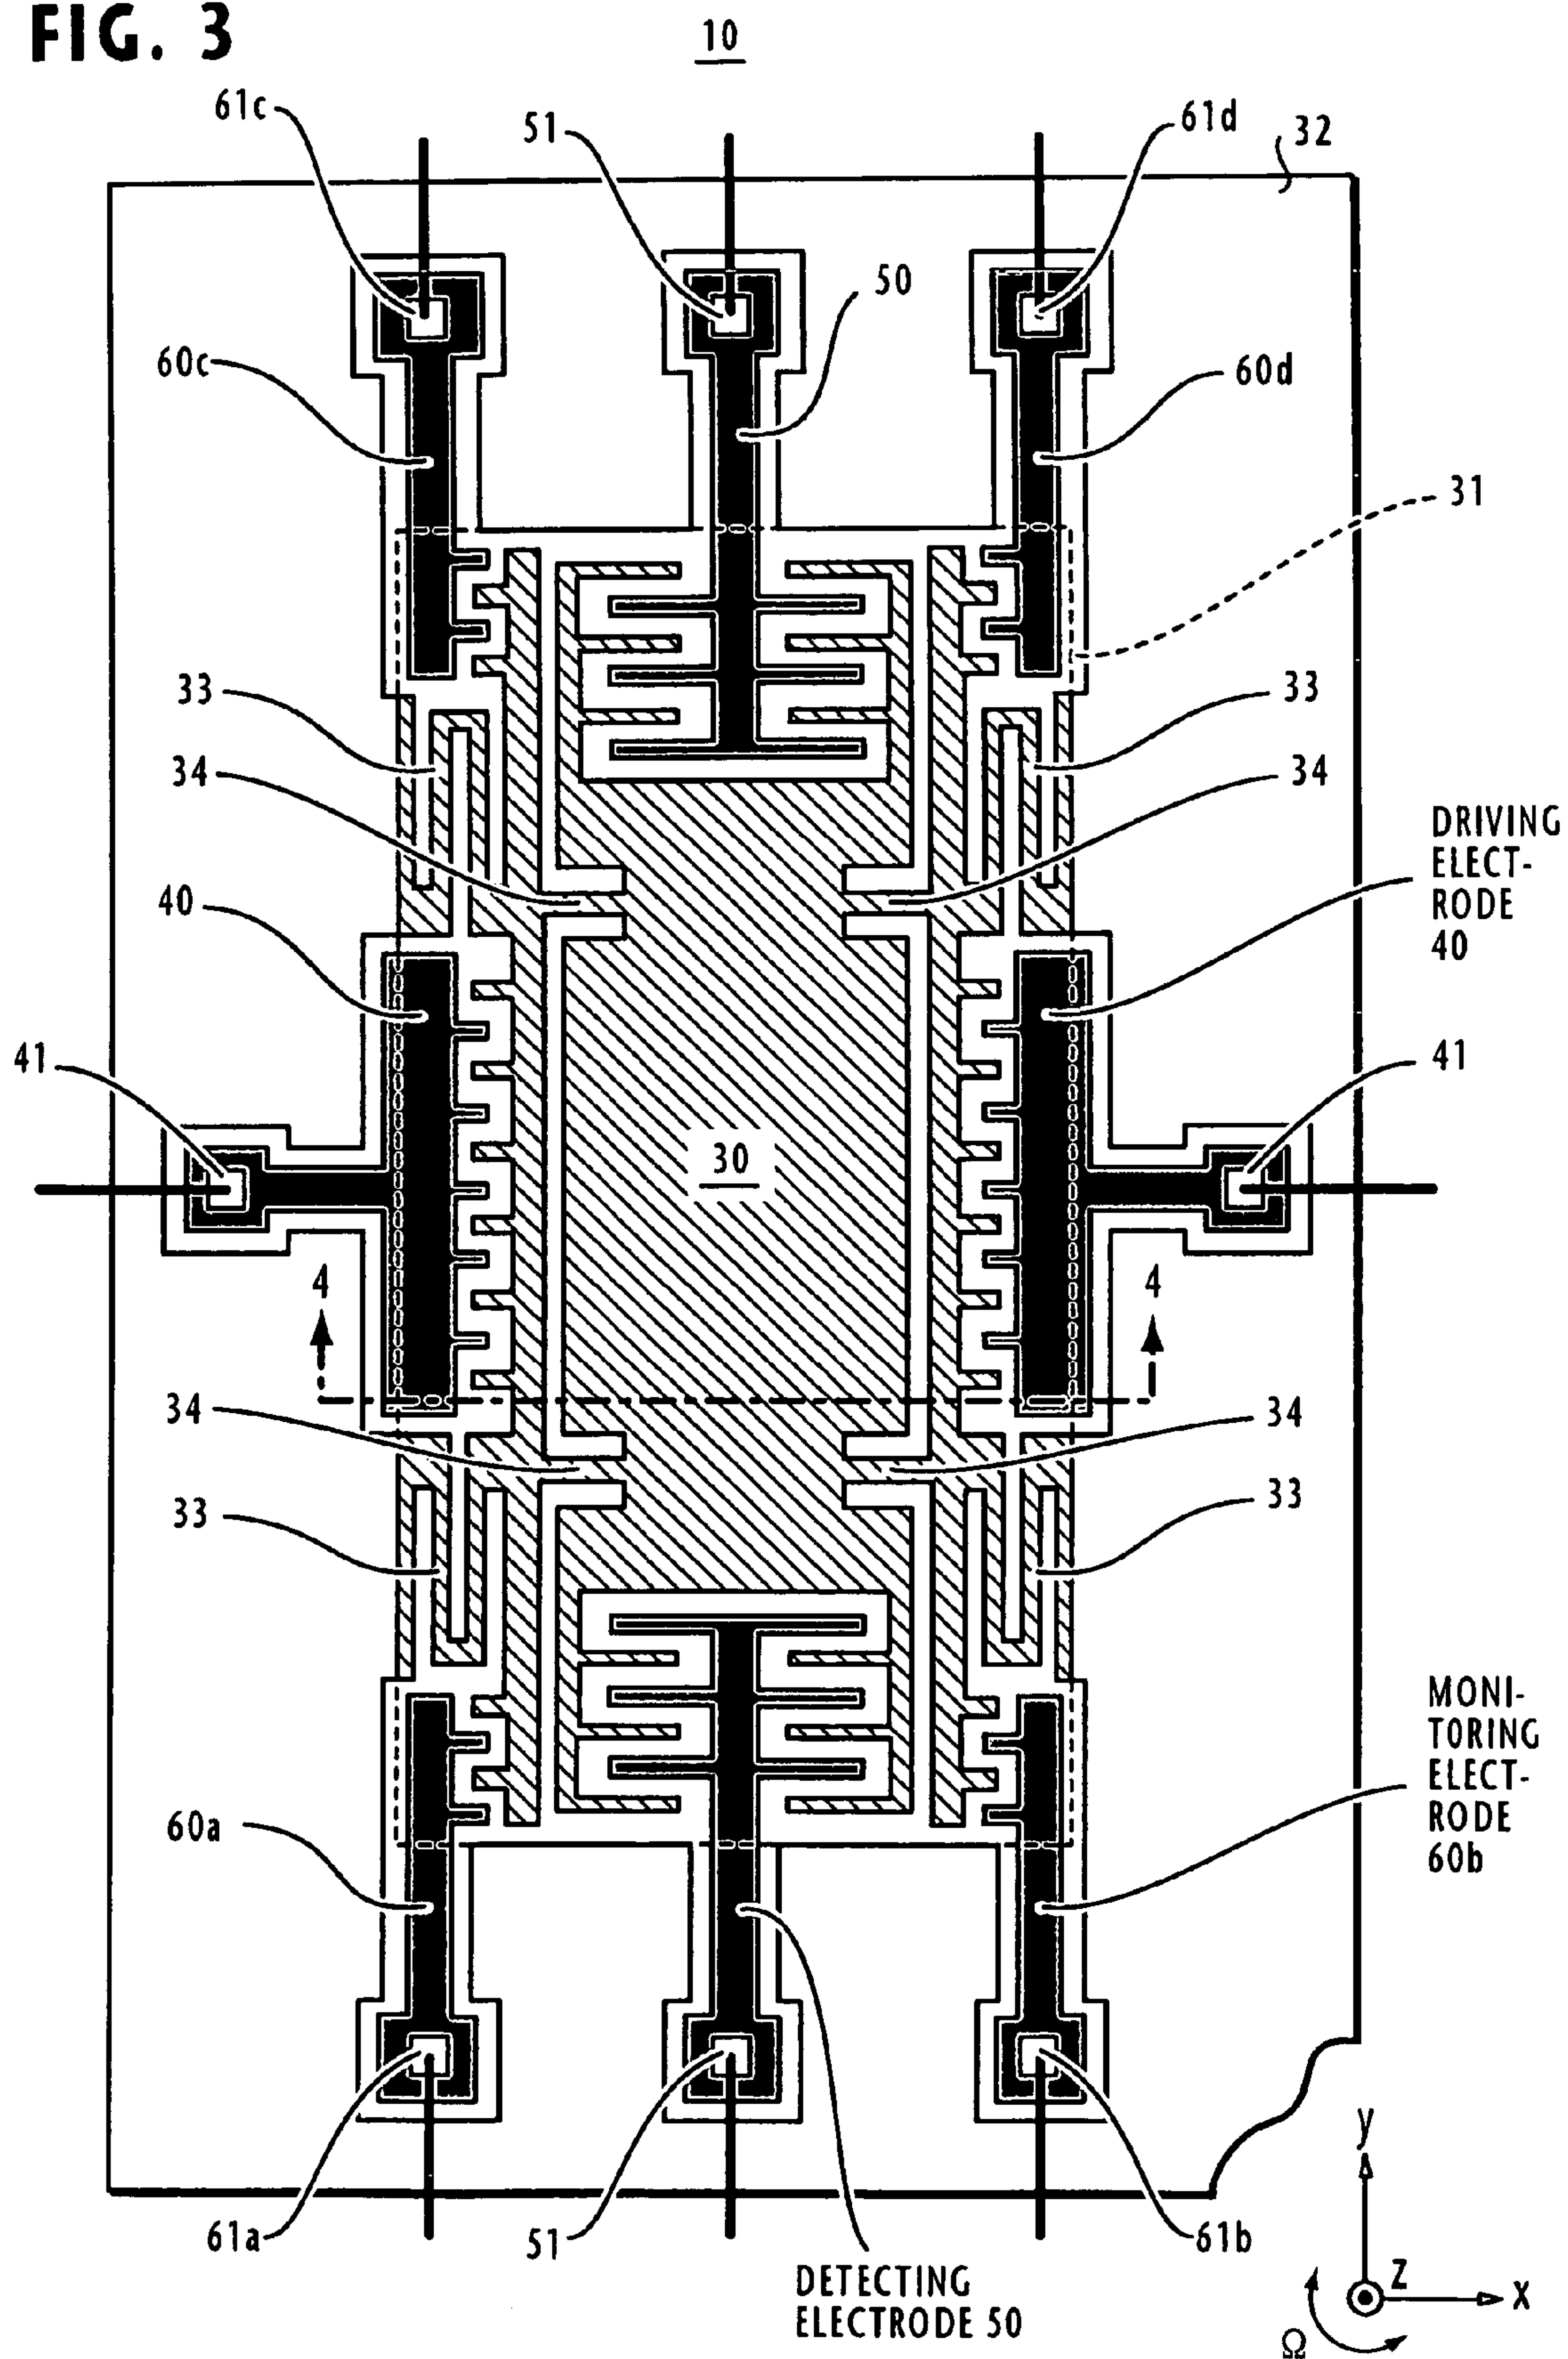 FIG. 3
10
61c
51
61d
32
50
60c
60d
31
33
33
34
34
DRIVING
ELECT-
RODE
40
40
41
41
30
4
4
34
34
33
33
MONI-
TORING
ELECT-
RODE
60b
60a
61a
51
61b
DETECTING
ELECTRODE 50
y
Z
X
Ω